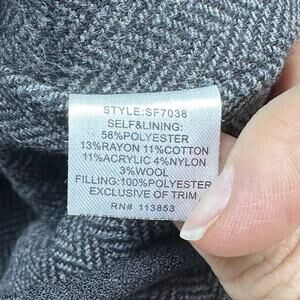 STYLE:SF7038
SELF&LINING:
58%POLYESTER
13%RAYON 11%COTTON
11%ACRYLIC 4%NYLON
3%WOOL
FILLING:100%POLYESTER
EXCLUSIVE OF TRIM
RN# 113853